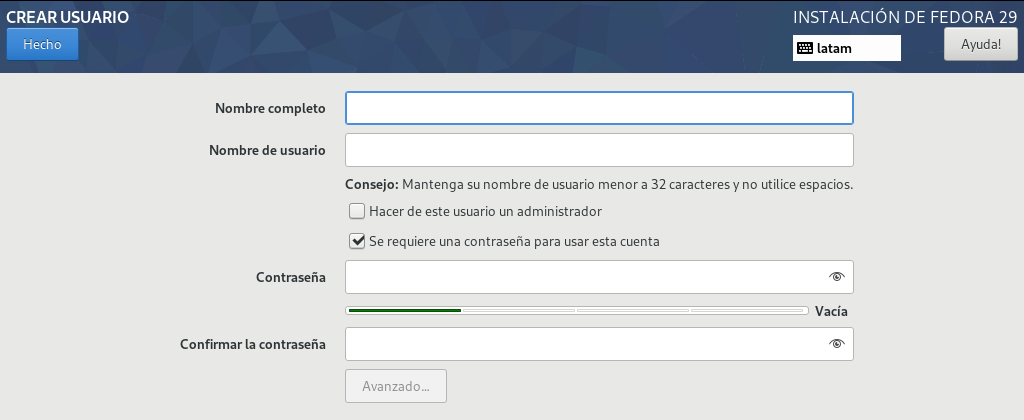 CREAR USUARIO
INSTALACIÓN DE FEDORA 29
Hecho
latam
Ayuda!
Nombre completo
Nombre de usuario
Consejo: Mantenga su nombre de usuario menor a 32 caracteres y no utilice espacios.
Hacer de este usuario un administrador
Se requiere una contraseña para usar esta cuenta
Contraseña
Vacía
Confirmar la contraseña
Avanzado...